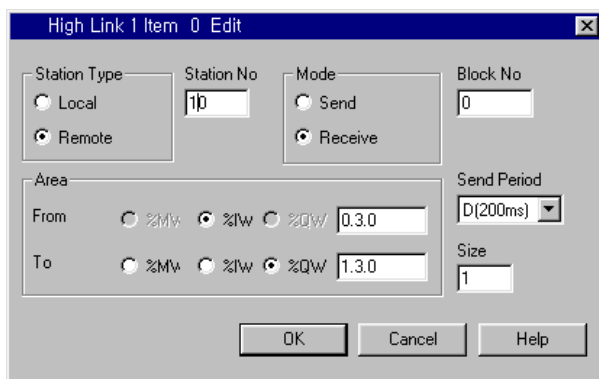 High Link 1 Item 0 Edit
Station Type
Local
Remote
Station No
10
Mode
Send
Receive
Block No
0
Area
From %MW %IW %QW 0.3.0
To %MW %IW %QW 1.3.0
Send Period
D(200ms)
Size
1
OK Cancel Help